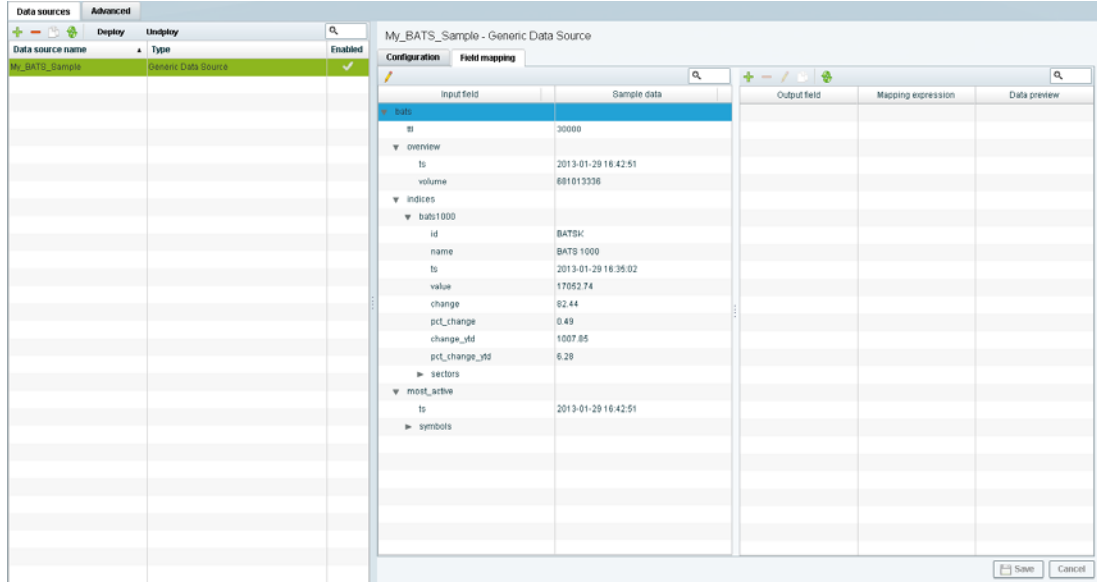 Data sources Advanced
Deploy Undploy
Data source name Type Enabled
My_BATS_Sample Generic Data Source
My_BATS_Sample - Generic Data Source
Configuration Field mapping
Input field Sample data
bats
ttl 30000
overview
ts 2013-01-29 16:42:51
volume 681013336
indices
bats1000
id BATSK
name BATS 1000
ts 2013-01-29 16:35:02
value 17052.74
change 82.44
pct_change 0.49
change_ytd 1007.85
pct_change_ytd 6.28
sectors
most_active
ts 2013-01-29 16:42:51
symbols
Output field Mapping expression Data preview
Save Cancel